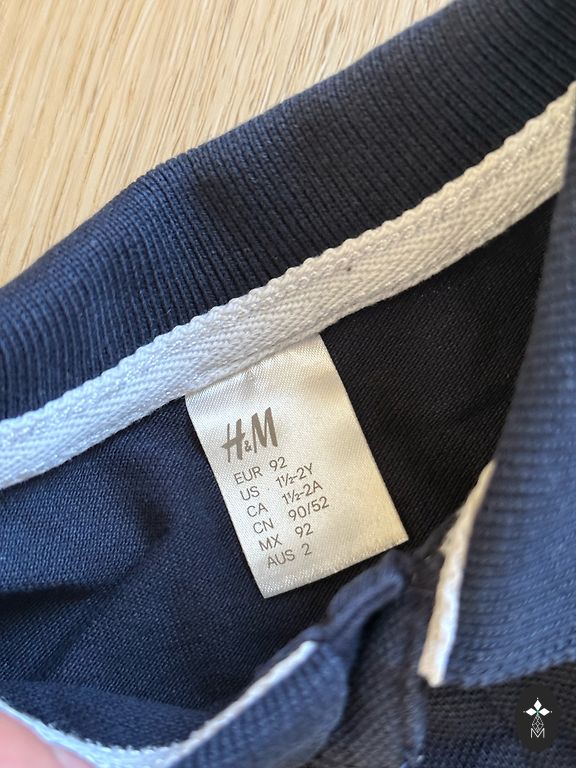 H&M
EUR 92
US 1½-2Y
CA 1½-2A
CN 90/52
MX 92
AUS 2
M